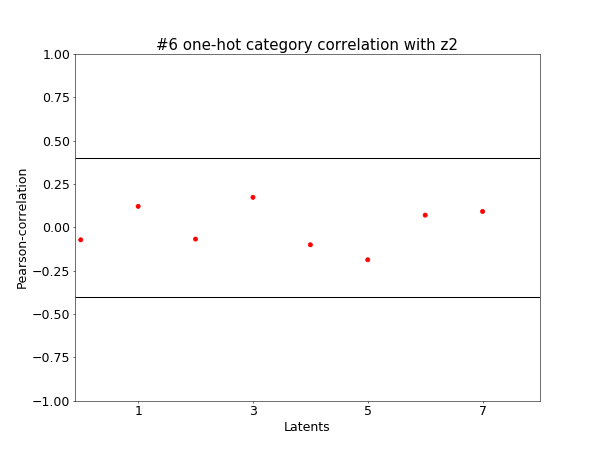 #6 one-hot category correlation with z2
1.00
0.75
0.50
0.25
0.00
−0.25
−0.50
−0.75
−1.00
Pearson-correlation
1 3 5 7
Latents